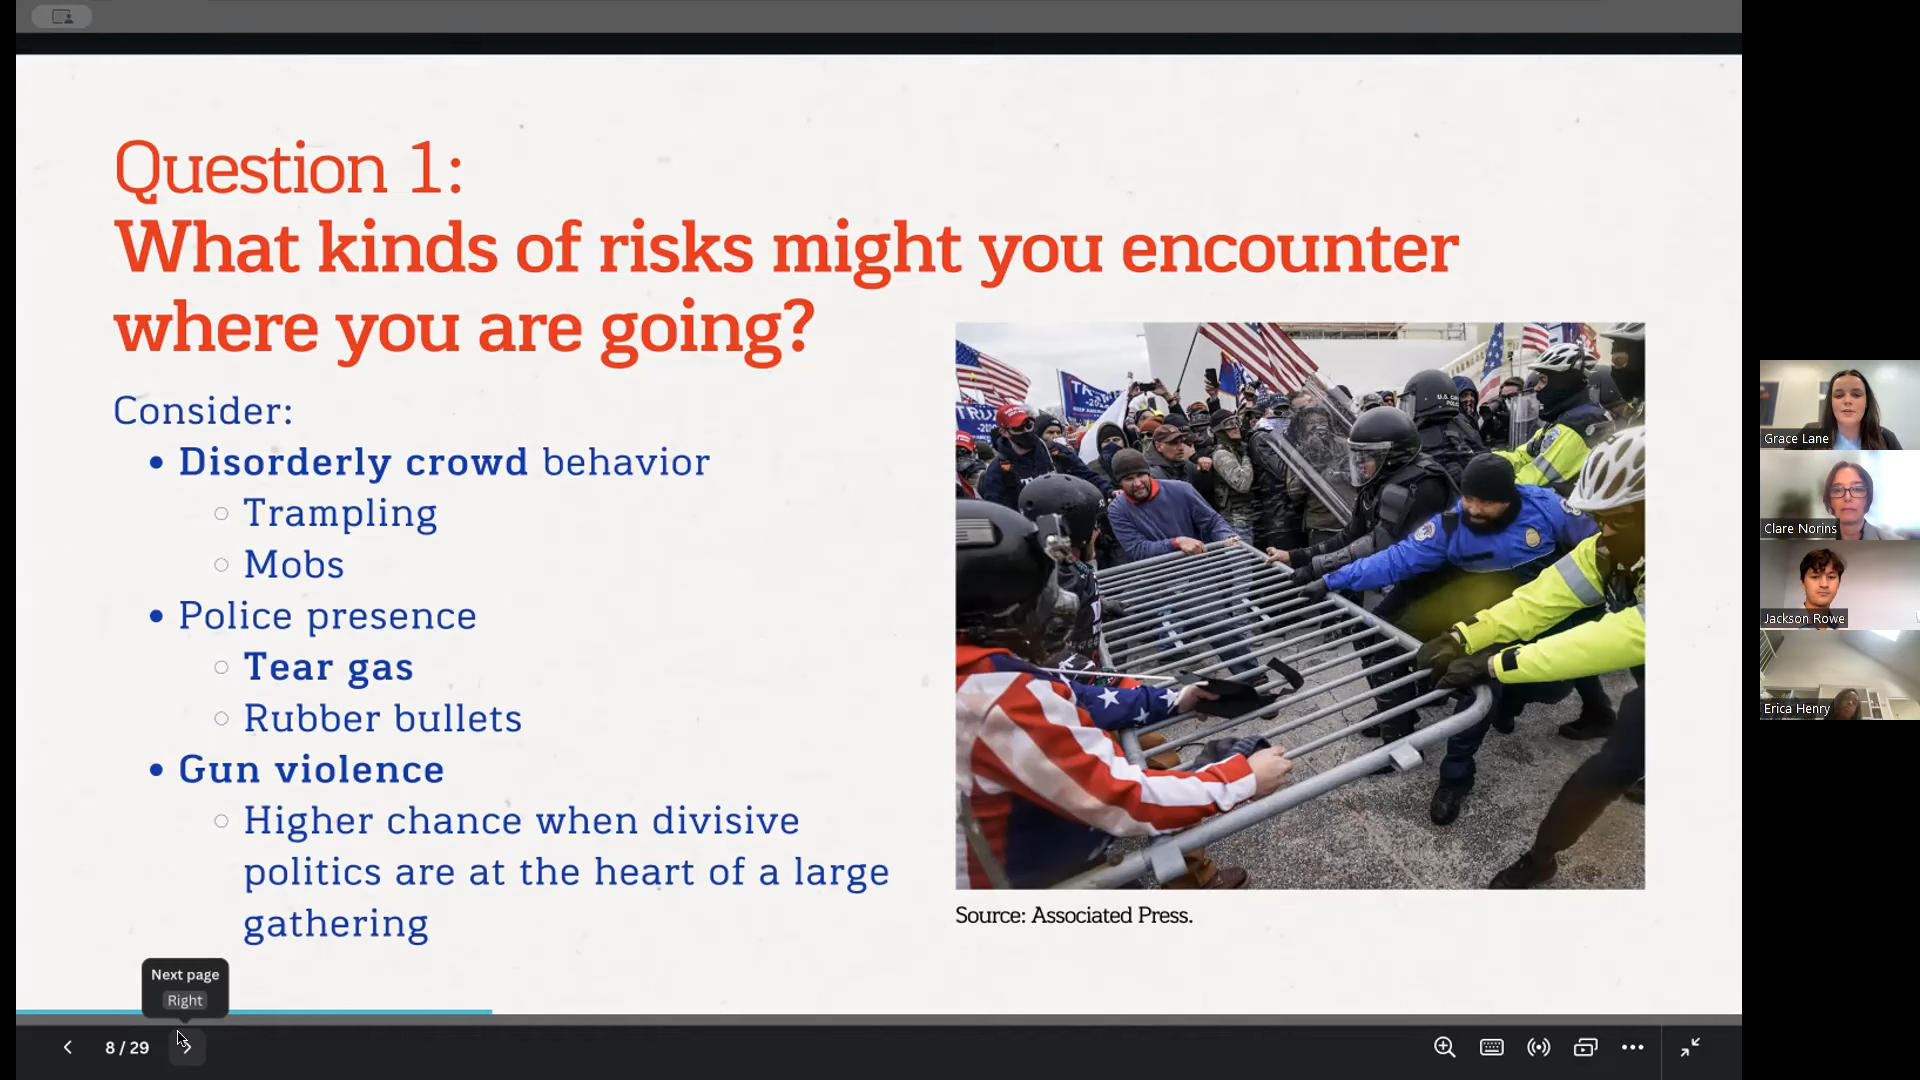 Question 1:
What kinds of risks might you encounter
where you are going?
Consider:
Disorderly crowd behavior
Trampling
Mobs
Police presence
Tear gas
Rubber bullets
Gun violence
Higher chance when divisive
politics are at the heart of a large
gathering
Source: Associated Press.
Next page
Right
8 / 29
Grace Lane
Clare Norins
Jackson Rowe
Erica Henry